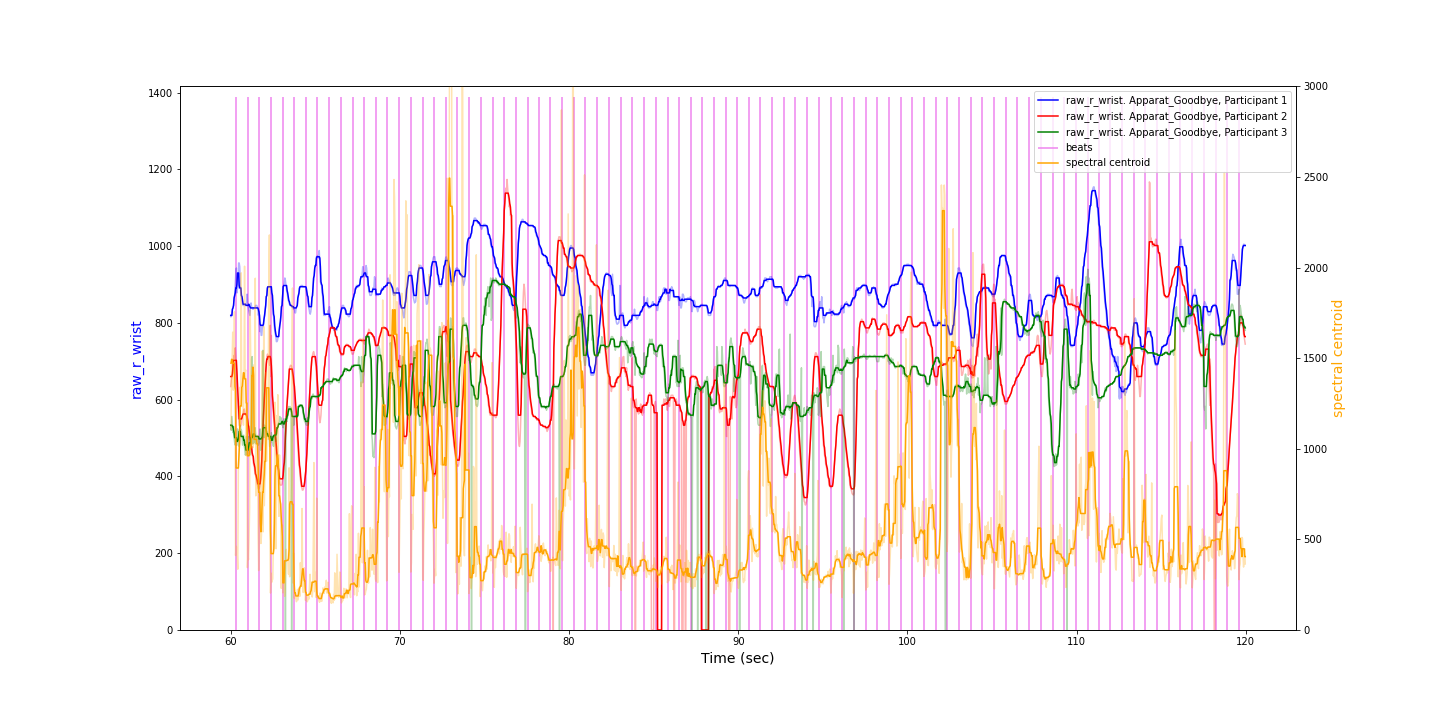 raw_r_wrist. Apparat_Goodbye, Participant 1
raw_r_wrist. Apparat_Goodbye, Participant 2
raw_r_wrist. Apparat_Goodbye, Participant 3
beats
spectral centroid
raw_r_wrist
1400
1200
1000
800
600
400
200
0
3000
2500
2000
1500
1000
500
0
spectral centroid
60
70
80
90
100
110
120
Time (sec)